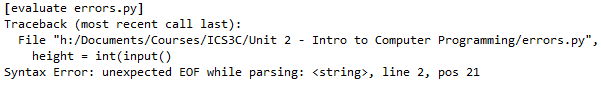 [evaluate errors.py]
Traceback (most recent call last):
  File "h:/Documents/Courses/ICS3C/Unit 2 - Intro to Computer Programming/errors.py",
    height = int(input()
Syntax Error: unexpected EOF while parsing: <string>, line 2, pos 21